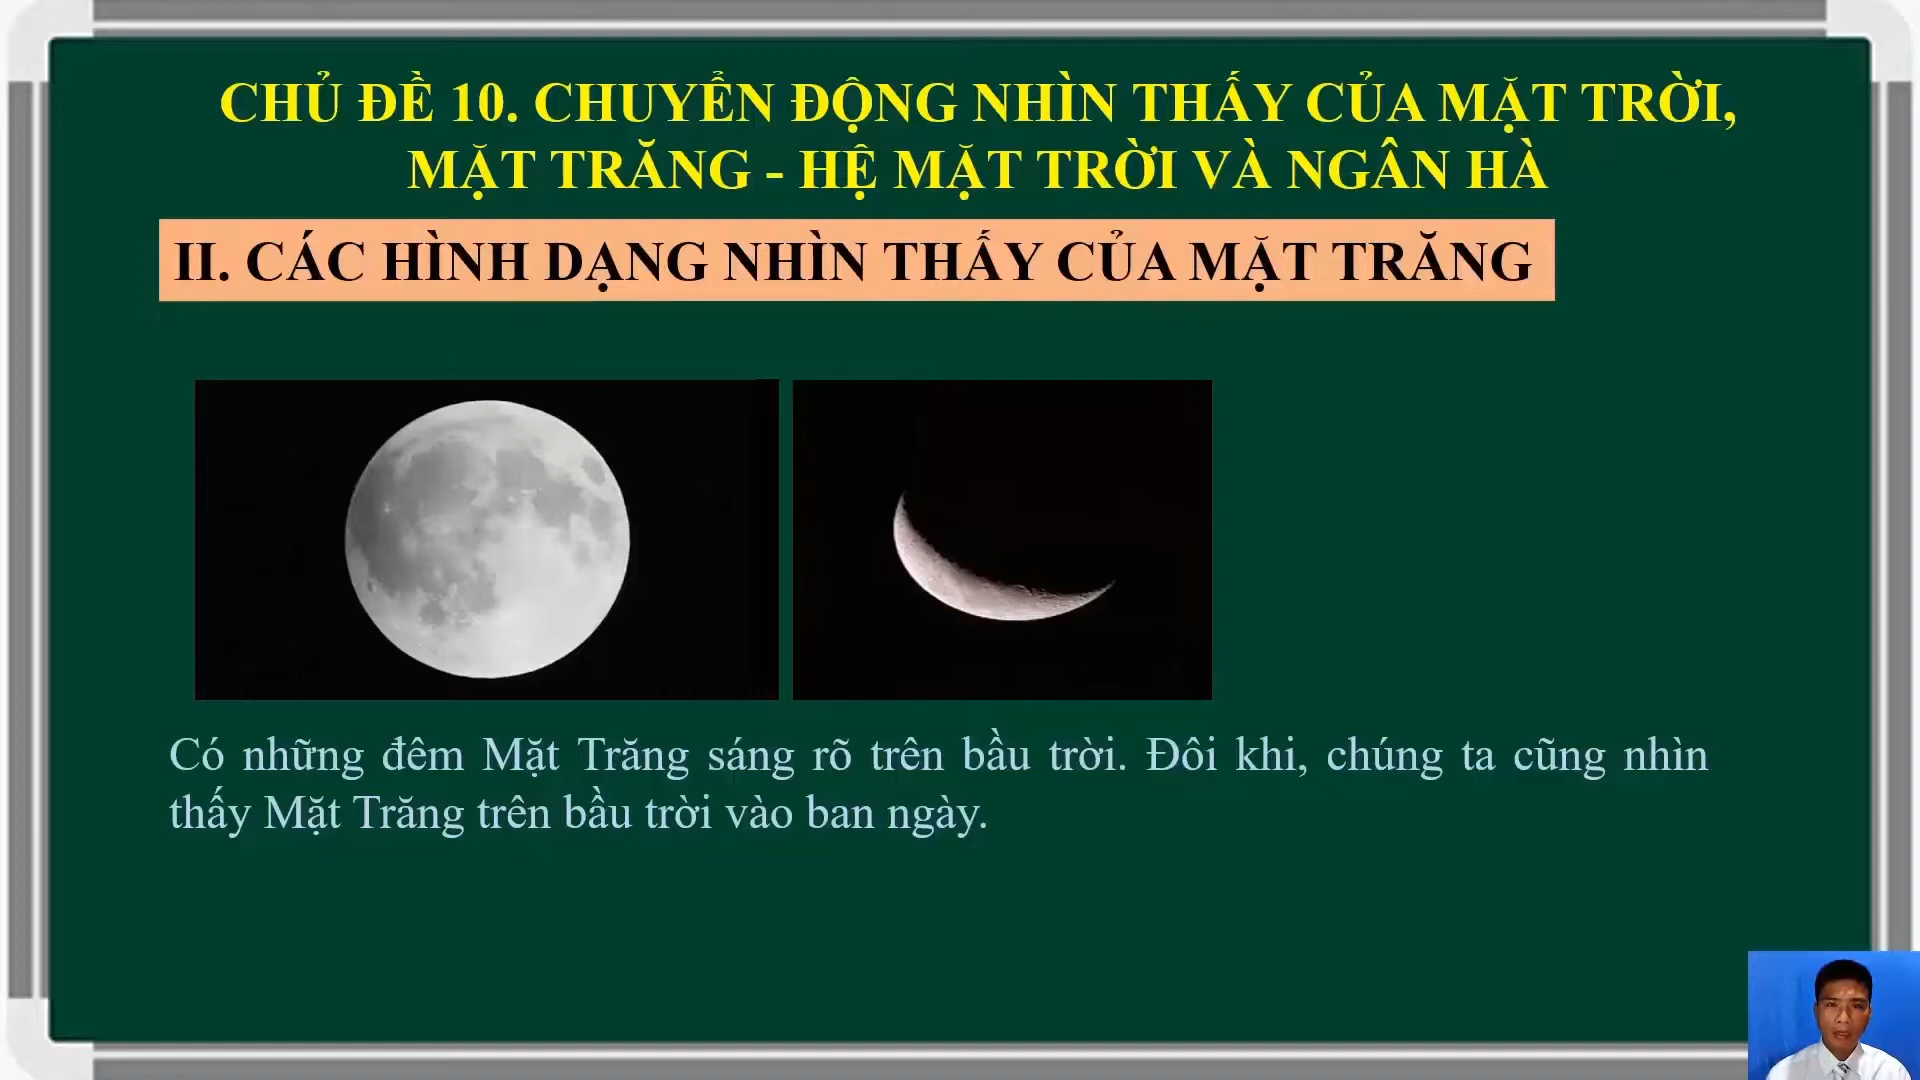 CHỦ ĐỀ 10. CHUYỂN ĐỘNG NHÌN THẤY CỦA MẶT TRỜI,
MẶT TRĂNG - HỆ MẶT TRỜI VÀ NGÂN HÀ
II. CÁC HÌNH DẠNG NHÌN THẤY CỦA MẶT TRĂNG
Có những đêm Mặt Trăng sáng rõ trên bầu trời. Đôi khi, chúng ta cũng nhìn
thấy Mặt Trăng trên bầu trời vào ban ngày.